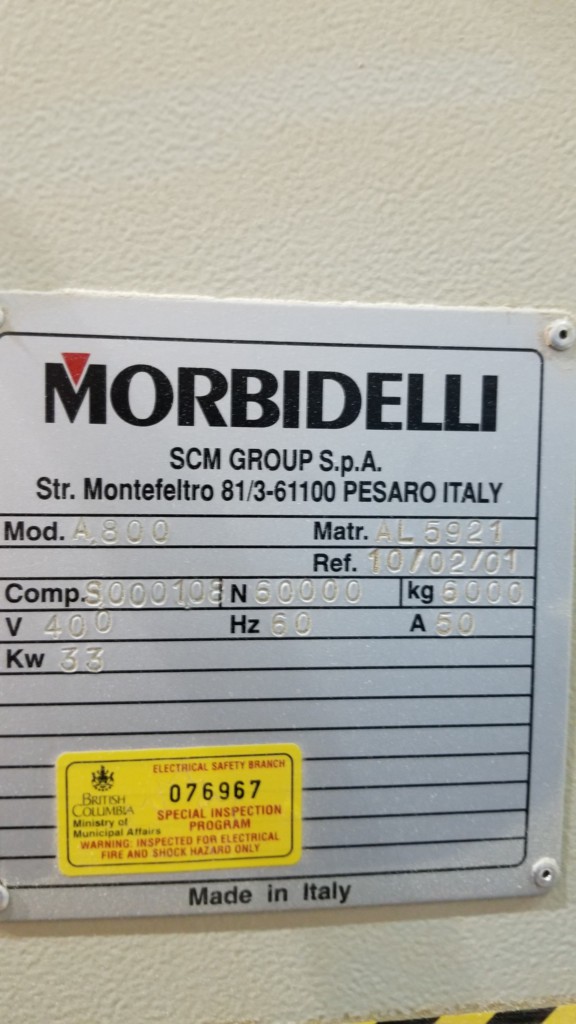 MORBIDELLI
SCM GROUP S.p.A.
Str. Montefeltro 81/3-61100 PESARO ITALY
Mod. A 800 Matr. AL 5921
Ref. 10/02/01
Comp. S000108 N 60000 kg 6000
V 400 Hz 60 A 50
Kw 33
ELECTRICAL SAFETY BRANCH
076967
BRITISH
COLUMBIA
Ministry of
Municipal Affairs
SPECIAL INSPECTION
PROGRAM
WARNING: INSPECTED FOR ELECTRICAL
FIRE AND SHOCK HAZARD ONLY
Made in Italy